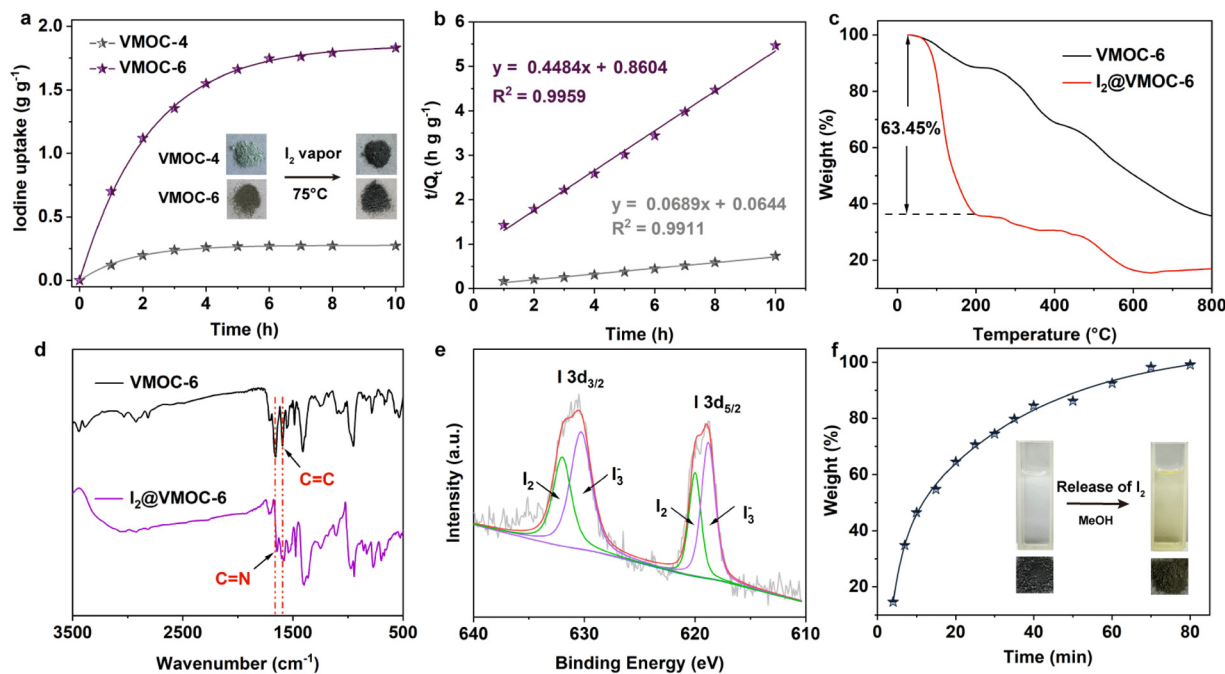 a
VMOC-4
VMOC-6
Iodine uptake (g g⁻¹)
2.0
1.5
1.0
0.5
0.0
VMOC-4
VMOC-6
I₂ vapor
75°C
0 2 4 6 8 10
Time (h)
b
t/Qₜ (h g g⁻¹)
6
5
4
3
2
1
0
y = 0.4484x + 0.8604
R² = 0.9959
y = 0.0689x + 0.0644
R² = 0.9911
0 2 4 6 8 10
Time (h)
c
Weight (%)
100
80
60
40
20
VMOC-6
I₂@VMOC-6
63.45%
0 200 400 600 800
Temperature (°C)
d
VMOC-6
C=C
I₂@VMOC-6
C=N
3500 2500 1500 500
Wavenumber (cm⁻¹)
e
Intensity (a.u.)
I 3d₃/₂
I 3d₅/₂
I₂
I₃⁻
I₂
I₃⁻
640 630 620 610
Binding Energy (eV)
f
Weight (%)
100
80
60
40
20
Release of I₂
MeOH
0 20 40 60 80
Time (min)